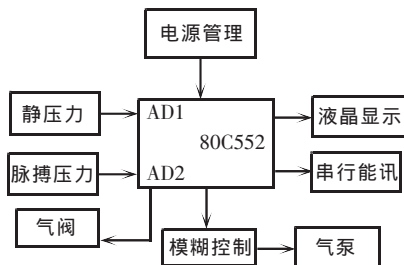 电源管理
静压力
AD1
液晶显示
80C552
脉搏压力
AD2
串行能讯
气阀
模糊控制
气泵